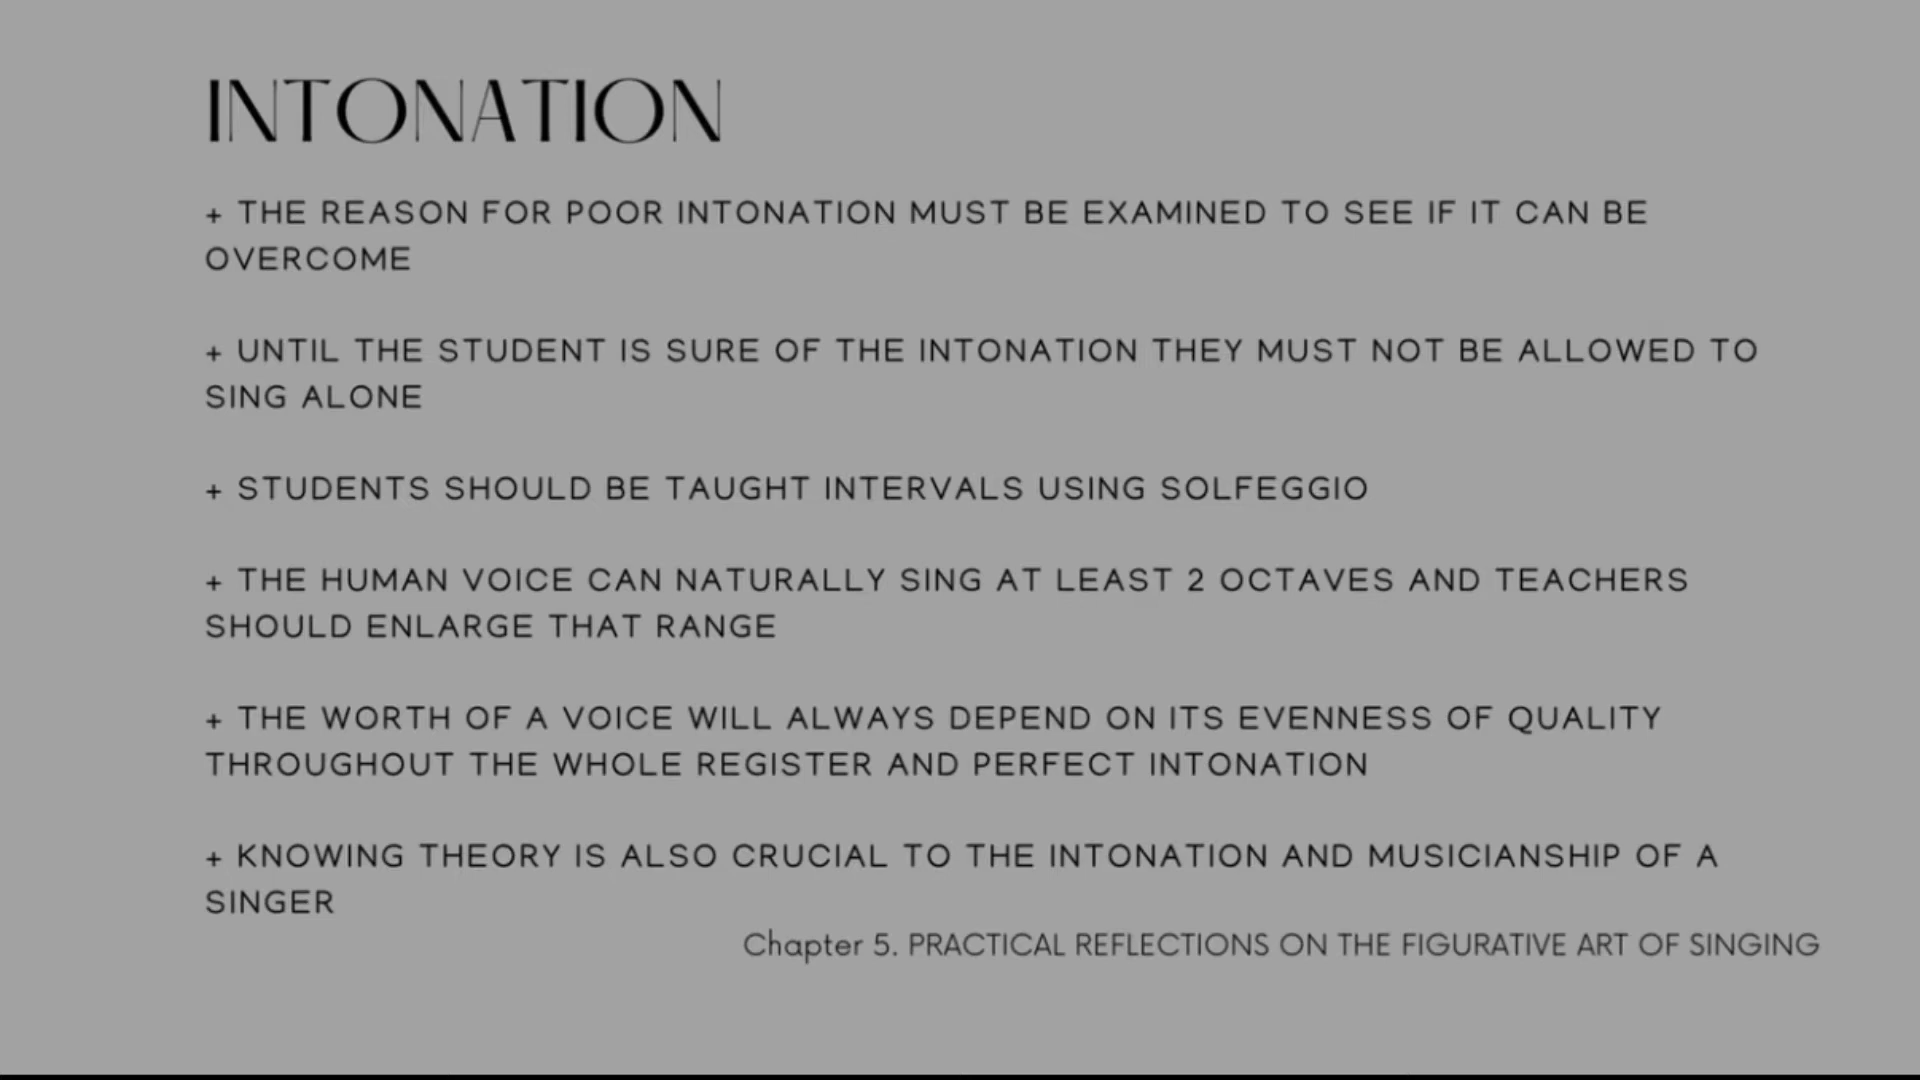 INTONATION
+ THE REASON FOR POOR INTONATION MUST BE EXAMINED TO SEE IF IT CAN BE
OVERCOME
+ UNTIL THE STUDENT IS SURE OF THE INTONATION THEY MUST NOT BE ALLOWED TO
SING ALONE
+ STUDENTS SHOULD BE TAUGHT INTERVALS USING SOLFEGGIO
+ THE HUMAN VOICE CAN NATURALLY SING AT LEAST 2 OCTAVES AND TEACHERS
SHOULD ENLARGE THAT RANGE
+ THE WORTH OF A VOICE WILL ALWAYS DEPEND ON ITS EVENNESS OF QUALITY
THROUGHOUT THE WHOLE REGISTER AND PERFECT INTONATION
+ KNOWING THEORY IS ALSO CRUCIAL TO THE INTONATION AND MUSICIANSHIP OF A
SINGER
Chapter 5. PRACTICAL REFLECTIONS ON THE FIGURATIVE ART OF SINGING